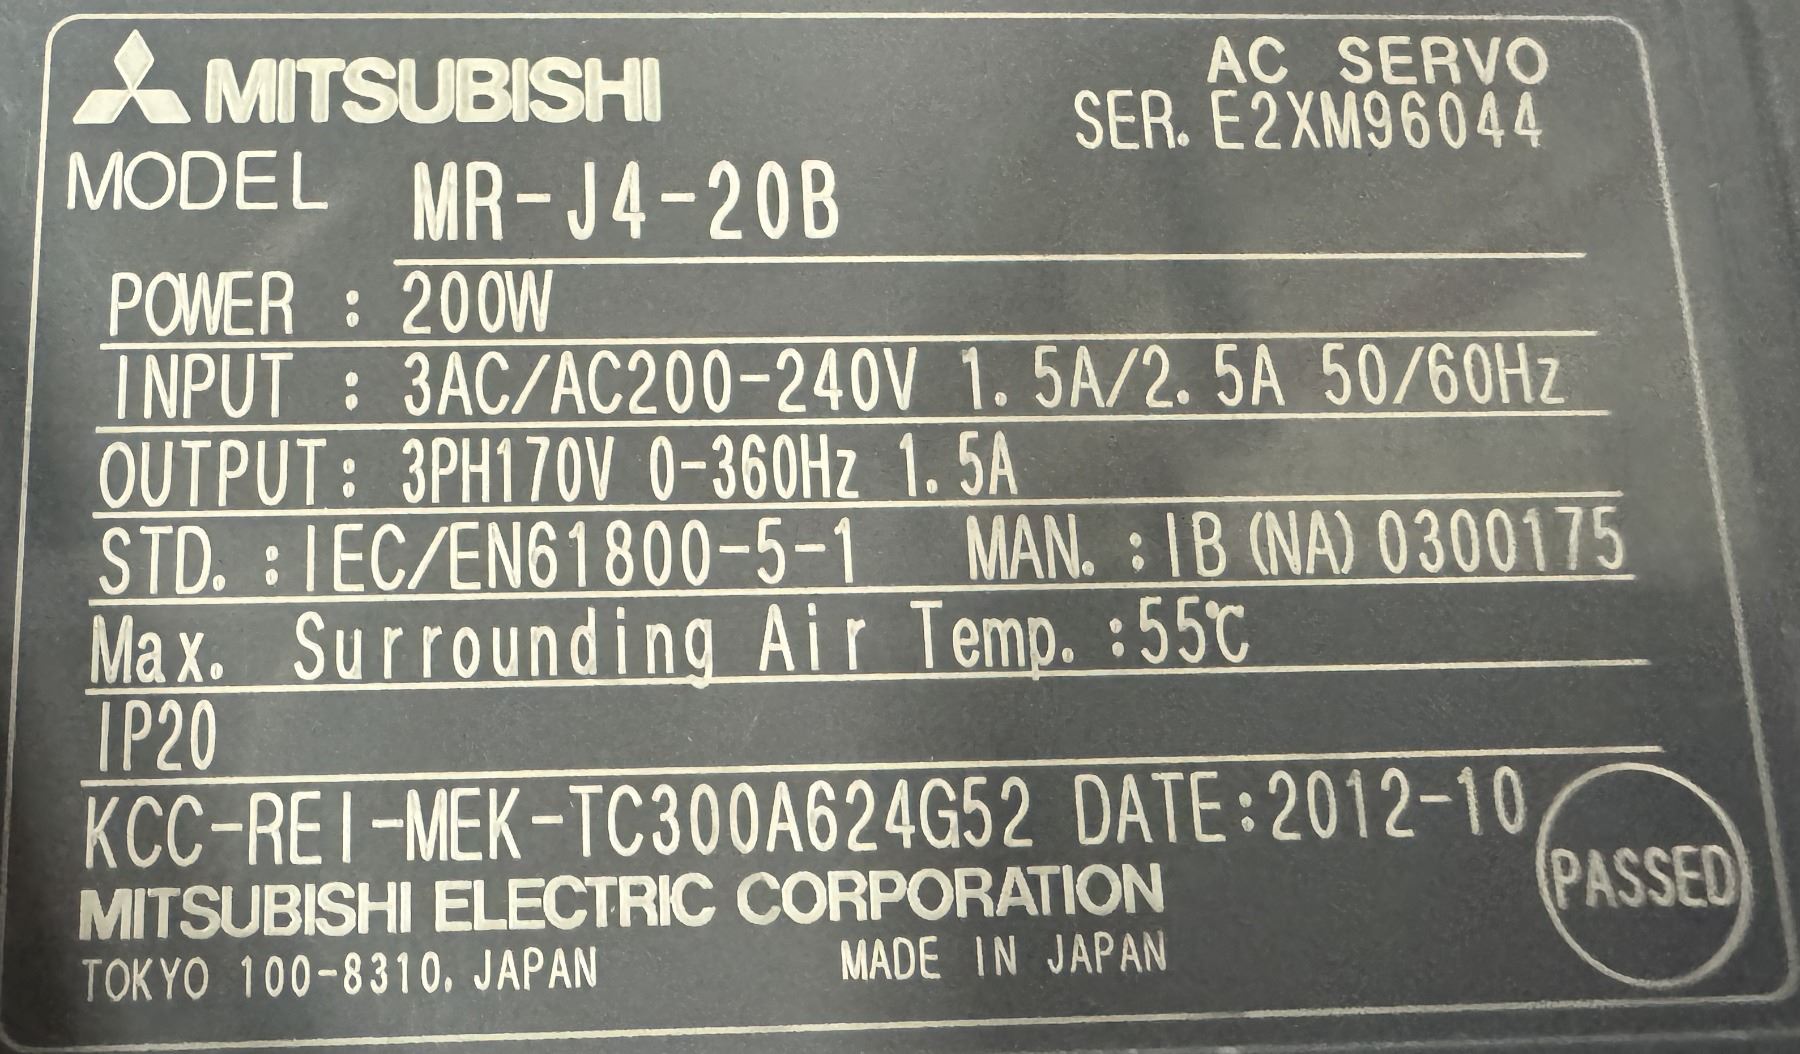 MITSUBISHI
AC SERVO
SER. E2XM96044
MODEL MR-J4-20B
POWER : 200W
INPUT : 3AC/AC200-240V 1.5A/2.5A 50/60Hz
OUTPUT: 3PH170V 0-360Hz 1.5A
STD. : IEC/EN61800-5-1 MAN. : IB(NA)0300175
Max. Surrounding Air Temp. :55℃
IP20
KCC-REI-MEK-TC300A624G52 DATE:2012-10
PASSED
MITSUBISHI ELECTRIC CORPORATION
TOKYO 100-8310, JAPAN MADE IN JAPAN